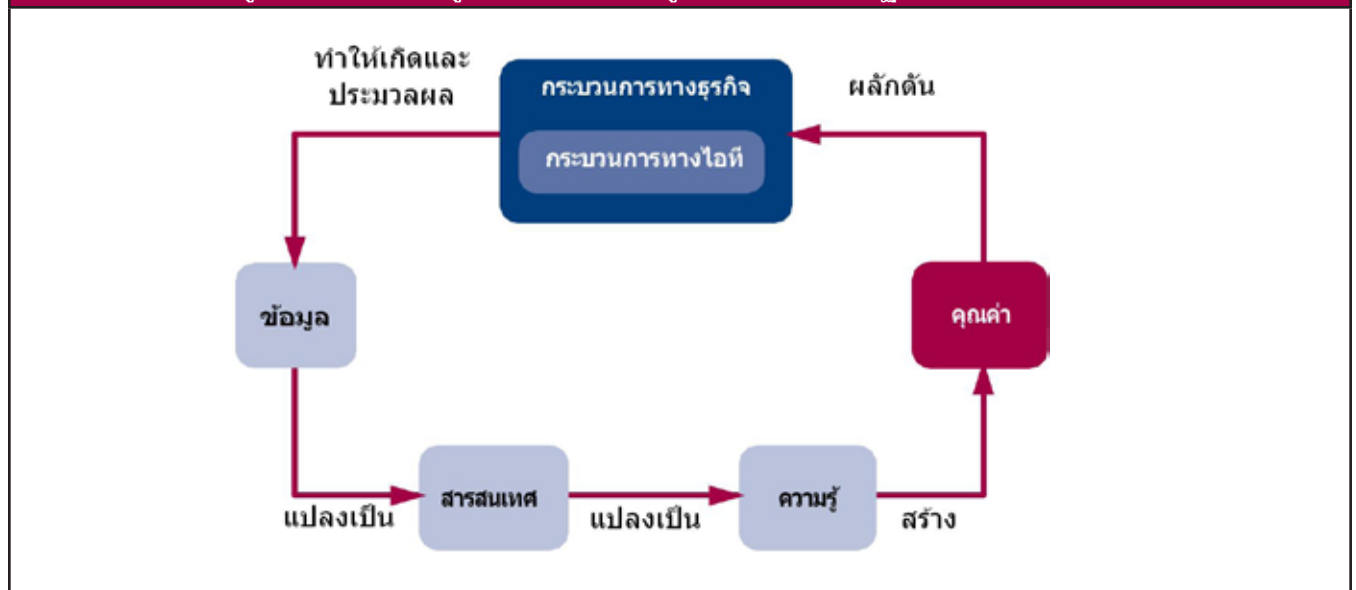 ทำให้เกิดและ
ประมวลผล
กระบวนการทางธุรกิจ
ผลักดัน
กระบวนการทางไอที
ข้อมูล
คุณค่า
สารสนเทศ
ความรู้
แปลงเป็น
แปลงเป็น
สร้าง